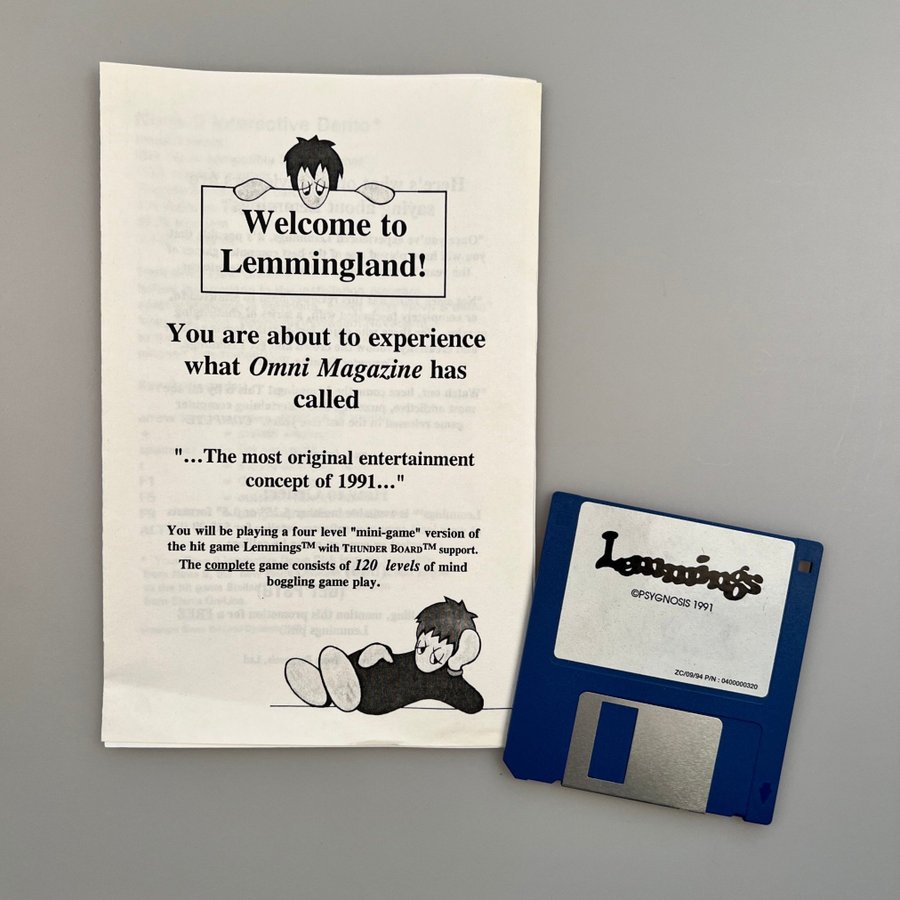 Welcome to
Lemmingland!
You are about to experience
what Omni Magazine has
called
"...The most original entertainment
concept of 1991..."
You will be playing a four level "mini-game" version of
the hit game Lemmings™ with THUNDER BOARD™ support.
The complete game consists of 120 levels of mind
boggling game play.
Lemmings
©PSYGNOSIS 1991
ZC/09/94 P/N : 0400000320